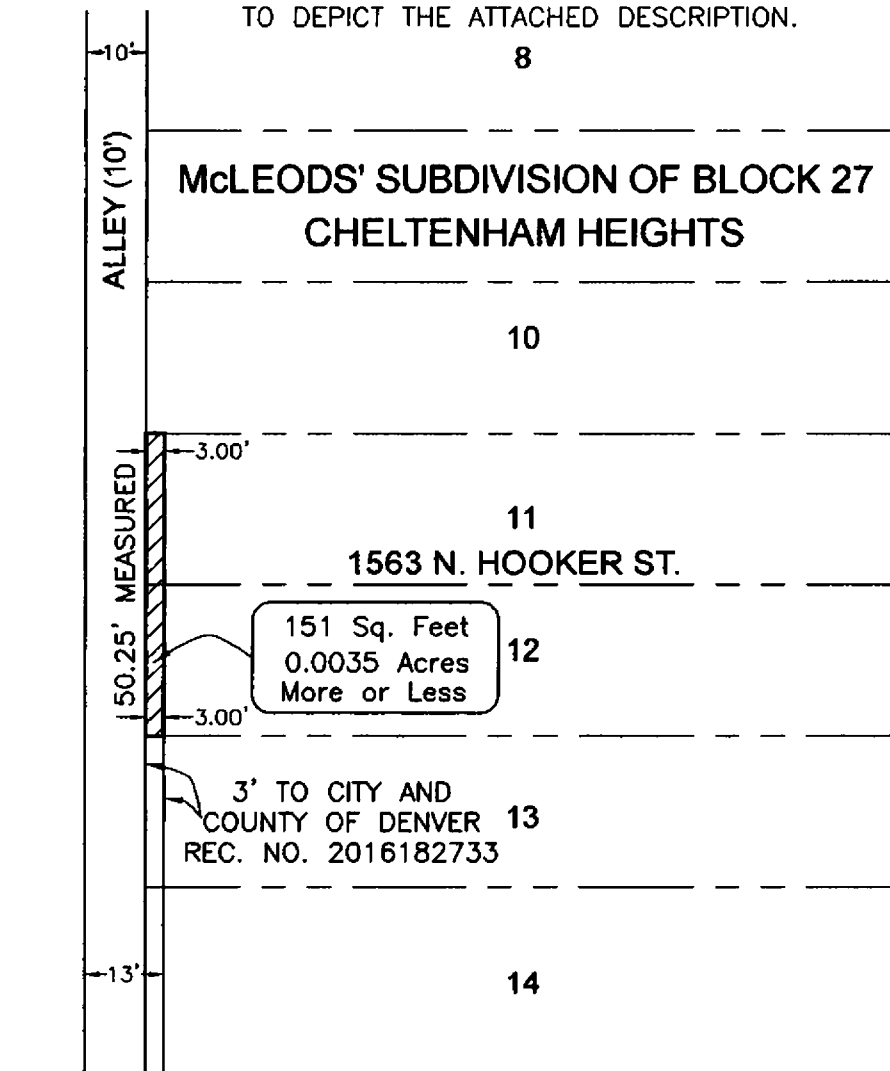 TO DEPICT THE ATTACHED DESCRIPTION.
10'
8
ALLEY (10')
McLEODS' SUBDIVISION OF BLOCK 27
CHELTENHAM HEIGHTS
10
3.00'
50.25' MEASURED
11
1563 N. HOOKER ST.
151 Sq. Feet
0.0035 Acres
More or Less
12
3.00'
3' TO CITY AND
COUNTY OF DENVER
REC. NO. 2016182733
13
13'
14